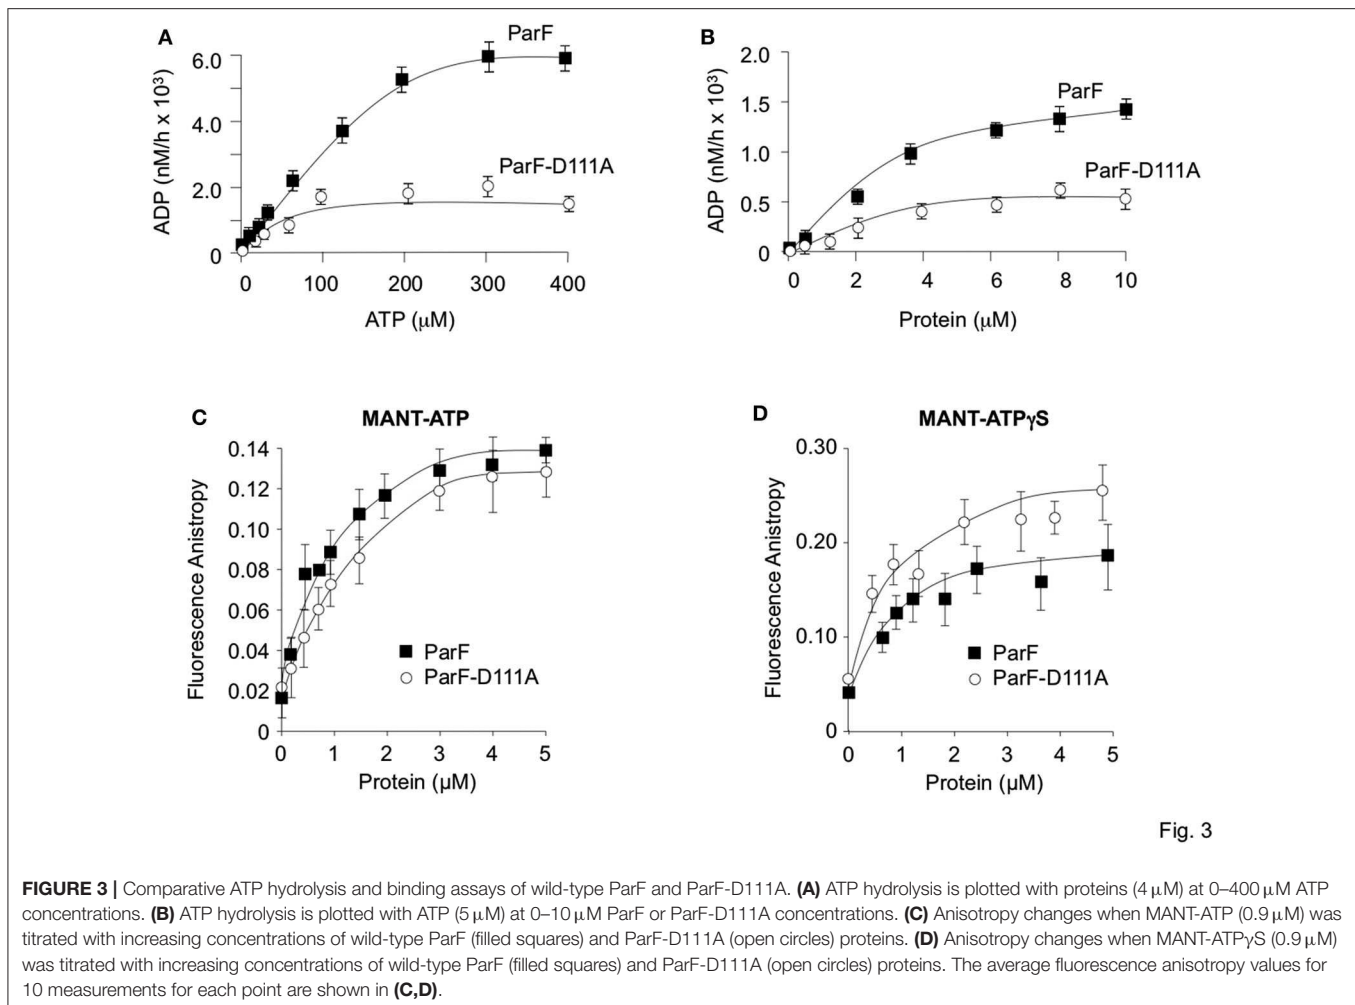 A
ParF
6.0
4.0
2.0
0
ADP (nM/h x 10³)
ParF-D111A
0 100 200 300 400
ATP (μM)
B
2.0
1.5
1.0
0.5
0
ADP (nM/h x 10³)
ParF
ParF-D111A
0 2 4 6 8 10
Protein (μM)
C MANT-ATP
0.14
0.12
0.10
0.08
0.06
0.04
0.02
0
Fluorescence Anistropy
ParF
ParF-D111A
0 1 2 3 4 5
Protein (μM)
D MANT-ATPγS
0.30
0.20
0.10
0
Fluorescence Anistropy
ParF
ParF-D111A
0 1 2 3 4 5
Protein (μM)
Fig. 3
FIGURE 3 | Comparative ATP hydrolysis and binding assays of wild-type ParF and ParF-D111A. (A) ATP hydrolysis is plotted with proteins (4 μM) at 0–400 μM ATP
concentrations. (B) ATP hydrolysis is plotted with ATP (5 μM) at 0–10 μM ParF or ParF-D111A concentrations. (C) Anisotropy changes when MANT-ATP (0.9 μM) was
titrated with increasing concentrations of wild-type ParF (filled squares) and ParF-D111A (open circles) proteins. (D) Anisotropy changes when MANT-ATPγS (0.9 μM)
was titrated with increasing concentrations of wild-type ParF (filled squares) and ParF-D111A (open circles) proteins. The average fluorescence anisotropy values for
10 measurements for each point are shown in (C,D).